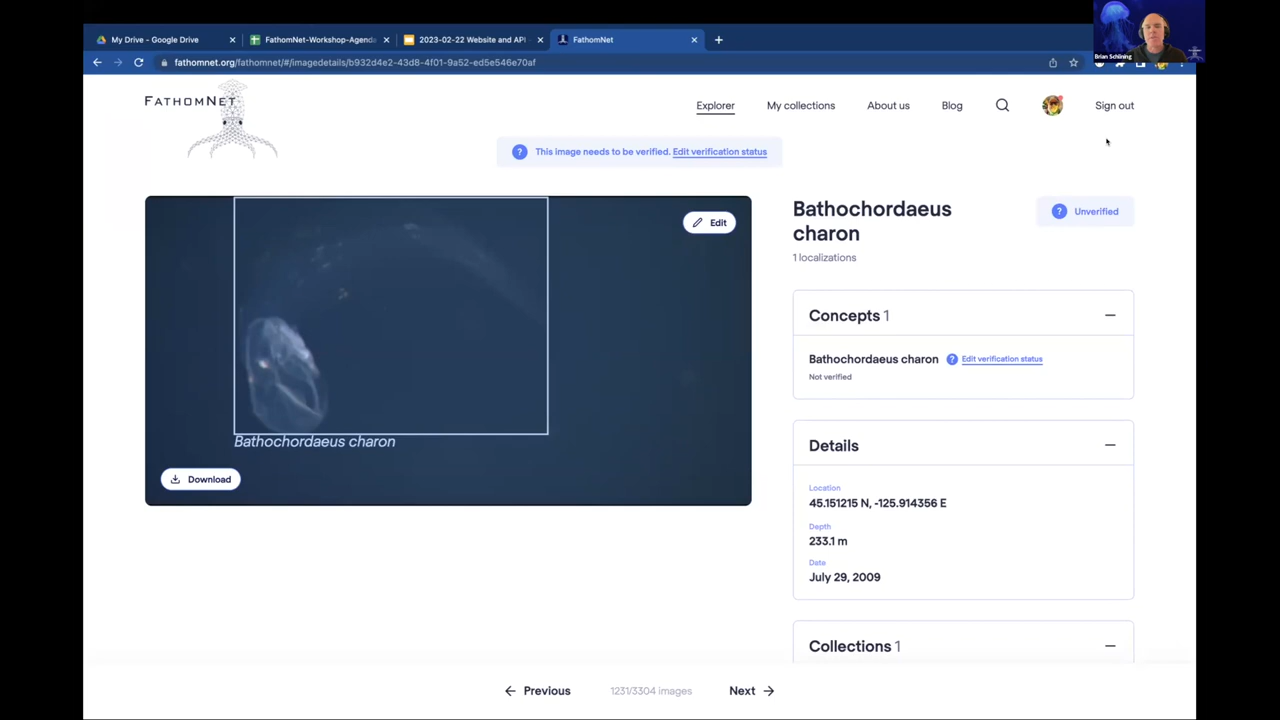 My Drive - Google Drive
FathomNet-Workshop-Agenda
2023-02-22 Website and API
FathomNet
fathomnet.org/fathomnet/#/imagedetails/b932d4e2-43d8-4f01-9a52-ed5e546e70af
Brian Schlining
FATHOMNET
Explorer
My collections
About us
Blog
Sign out
This image needs to be verified. Edit verification status
Edit
Bathochordaeus charon
Download
Bathochordaeus
charon
Unverified
1 localizations
Concepts 1
Bathochordaeus charon Edit verification status
Not verified
Details
Location
45.151215 N, -125.914356 E
Depth
233.1 m
Date
July 29, 2009
Collections 1
Previous
1231/3304 images
Next